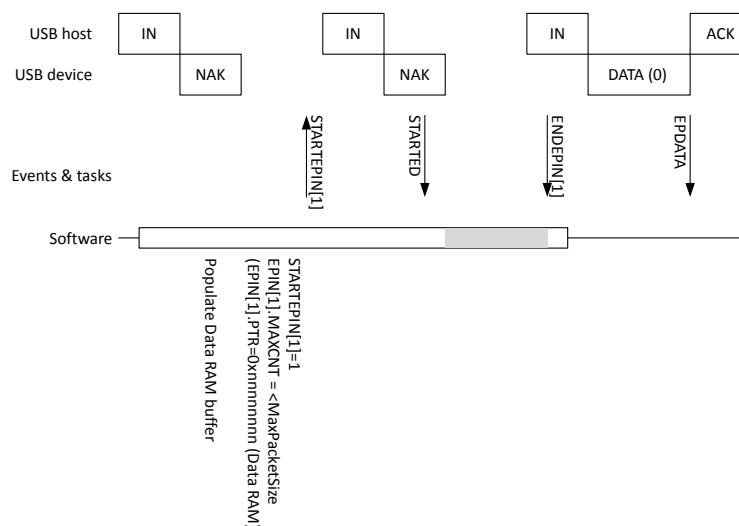 USB host
IN
IN
IN
ACK
USB device
NAK
NAK
DATA (0)
Events & tasks
STARTEPIN[1]
STARTED
ENDEPIN[1]
EPDATA
Software
Populate Data RAM buffer
STARTEPIN[1]=1
EPIN[1].MAXCNT = <MaxPacketSize
(EPIN[1].PTR=0xnnnnnnnn (Data RAM)